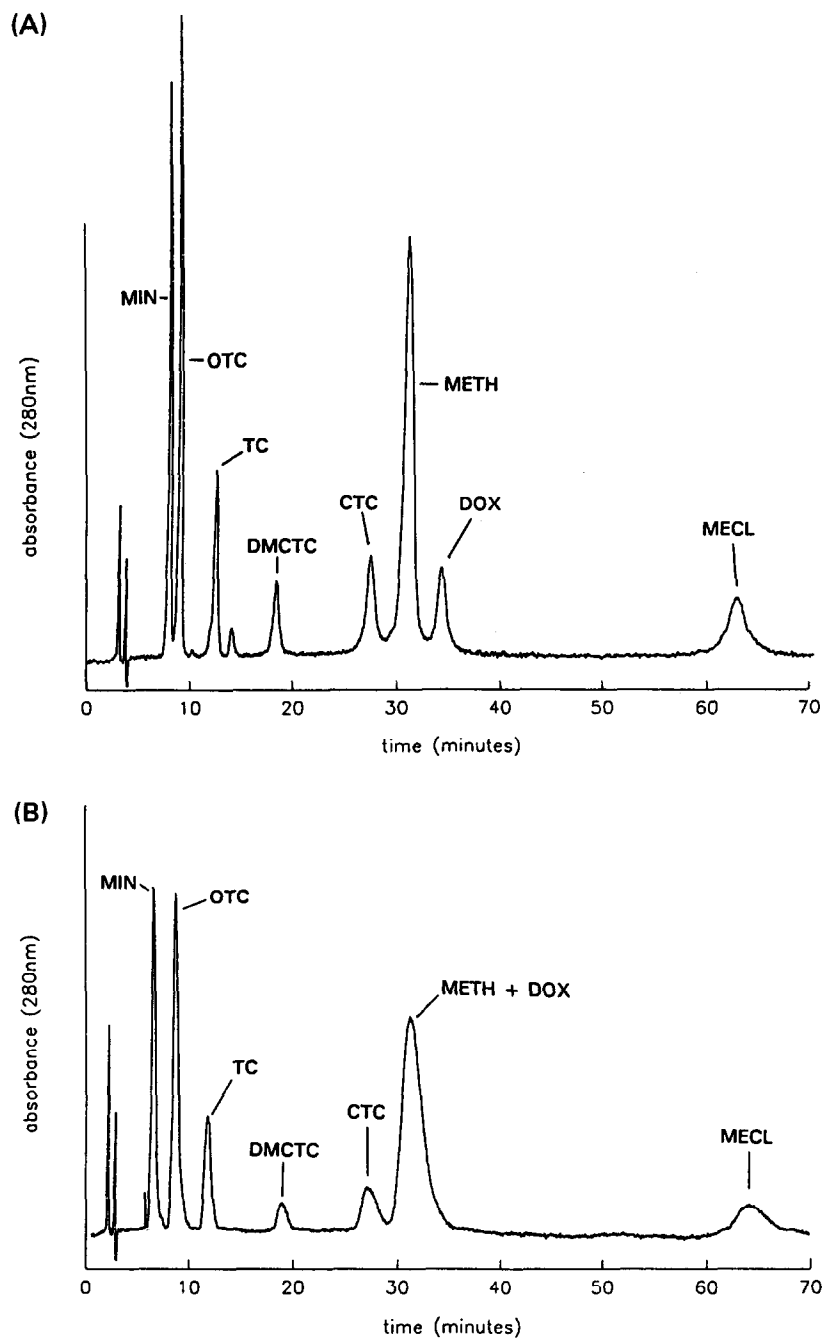 (A)
MIN
OTC
TC
DMCTC
CTC
METH
DOX
MECL
absorbance (280nm)
0 10 20 30 40 50 60 70
time (minutes)
(B)
MIN
OTC
TC
DMCTC
CTC
METH + DOX
MECL
absorbance (280nm)
0 10 20 30 40 50 60 70
time (minutes)